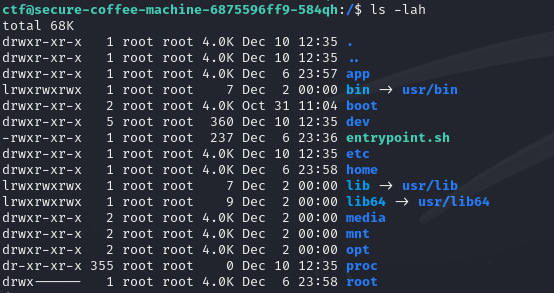 ctf@secure-coffee-machine-6875596ff9-584qh:/$ ls -lah
total 68K
drwxr-xr-x   1 root root 4.0K Dec 10 12:35 .
drwxr-xr-x   1 root root 4.0K Dec 10 12:35 ..
drwxr-xr-x   1 root root 4.0K Dec  6 23:57 app
lrwxrwxrwx   1 root root    7 Dec  2 00:00 bin -> usr/bin
drwxr-xr-x   2 root root 4.0K Oct 31 11:04 boot
drwxr-xr-x   5 root root  360 Dec 10 12:35 dev
-rwxr-xr-x   1 root root  237 Dec  6 23:36 entrypoint.sh
drwxr-xr-x   1 root root 4.0K Dec 10 12:35 etc
drwxr-xr-x   1 root root 4.0K Dec  6 23:58 home
lrwxrwxrwx   1 root root    7 Dec  2 00:00 lib -> usr/lib
lrwxrwxrwx   1 root root    9 Dec  2 00:00 lib64 -> usr/lib64
drwxr-xr-x   2 root root 4.0K Dec  2 00:00 media
drwxr-xr-x   2 root root 4.0K Dec  2 00:00 mnt
drwxr-xr-x   2 root root 4.0K Dec  2 00:00 opt
dr-xr-xr-x 355 root root    0 Dec 10 12:35 proc
drwx------   1 root root 4.0K Dec  6 23:58 root